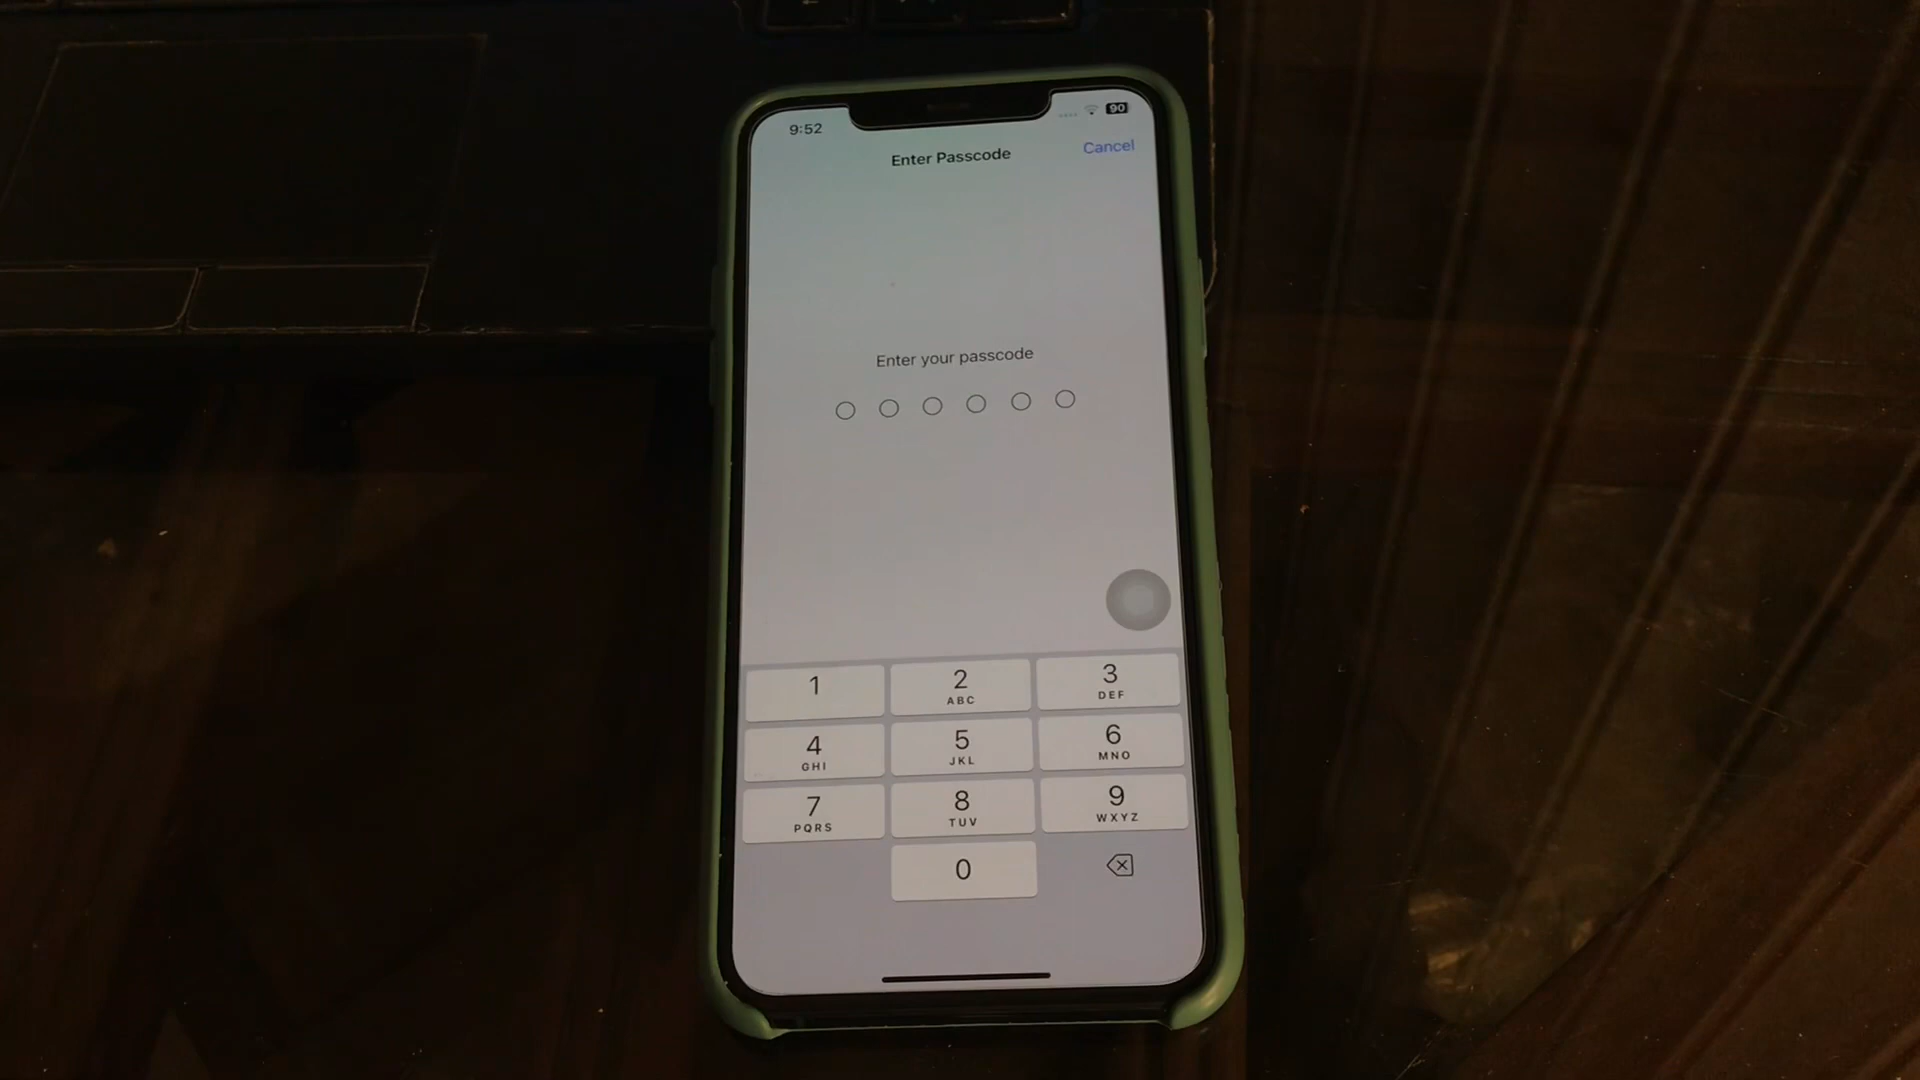 9:52
90
Enter Passcode
Cancel
Enter your passcode
1
2
ABC
3
DEF
4
GHI
5
JKL
6
MNO
7
PQRS
8
TUV
9
WXYZ
0